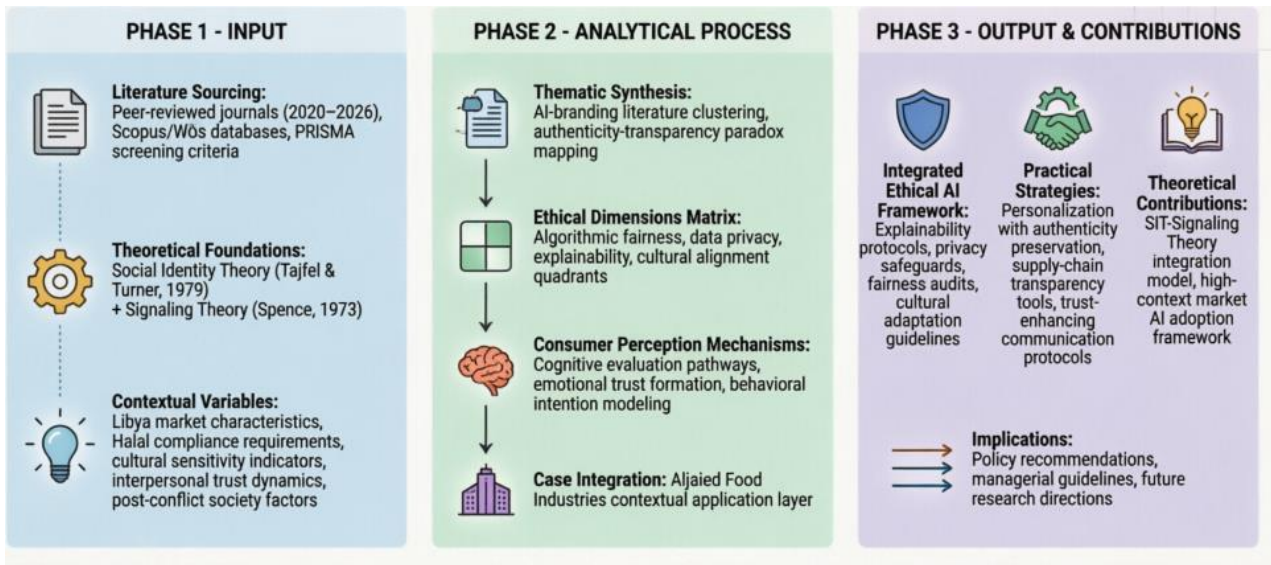 PHASE 1 - INPUT
Literature Sourcing:
Peer-reviewed journals (2020–2026),
Scopus/Wos databases, PRISMA
screening criteria
Theoretical Foundations:
Social Identity Theory (Tajfel &
Turner, 1979)
+ Signaling Theory (Spence, 1973)
Contextual Variables:
Libya market characteristics,
Halal compliance requirements,
cultural sensitivity indicators,
interpersonal trust dynamics,
post-conflict society factors
PHASE 2 - ANALYTICAL PROCESS
Thematic Synthesis:
AI-branding literature clustering,
authenticity-transparency paradox
mapping
Ethical Dimensions Matrix:
Algorithmic fairness, data privacy,
explainability, cultural alignment
quadrants
Consumer Perception Mechanisms:
Cognitive evaluation pathways,
emotional trust formation, behavioral
intention modeling
Case Integration: Aljaied Food
Industries contextual application layer
PHASE 3 - OUTPUT & CONTRIBUTIONS
Integrated
Ethical AI
Framework:
Explainability
protocols, privacy
safeguards,
fairness audits,
cultural
adaptation
guidelines
Practical
Strategies:
Personalization
with authenticity
preservation,
supply-chain
transparency
tools, trust-
enhancing
communication
protocols
Theoretical
Contributions:
SIT-Signaling
Theory
integration
model, high-
context market
AI adoption
framework
Implications:
Policy recommendations,
managerial guidelines, future
research directions